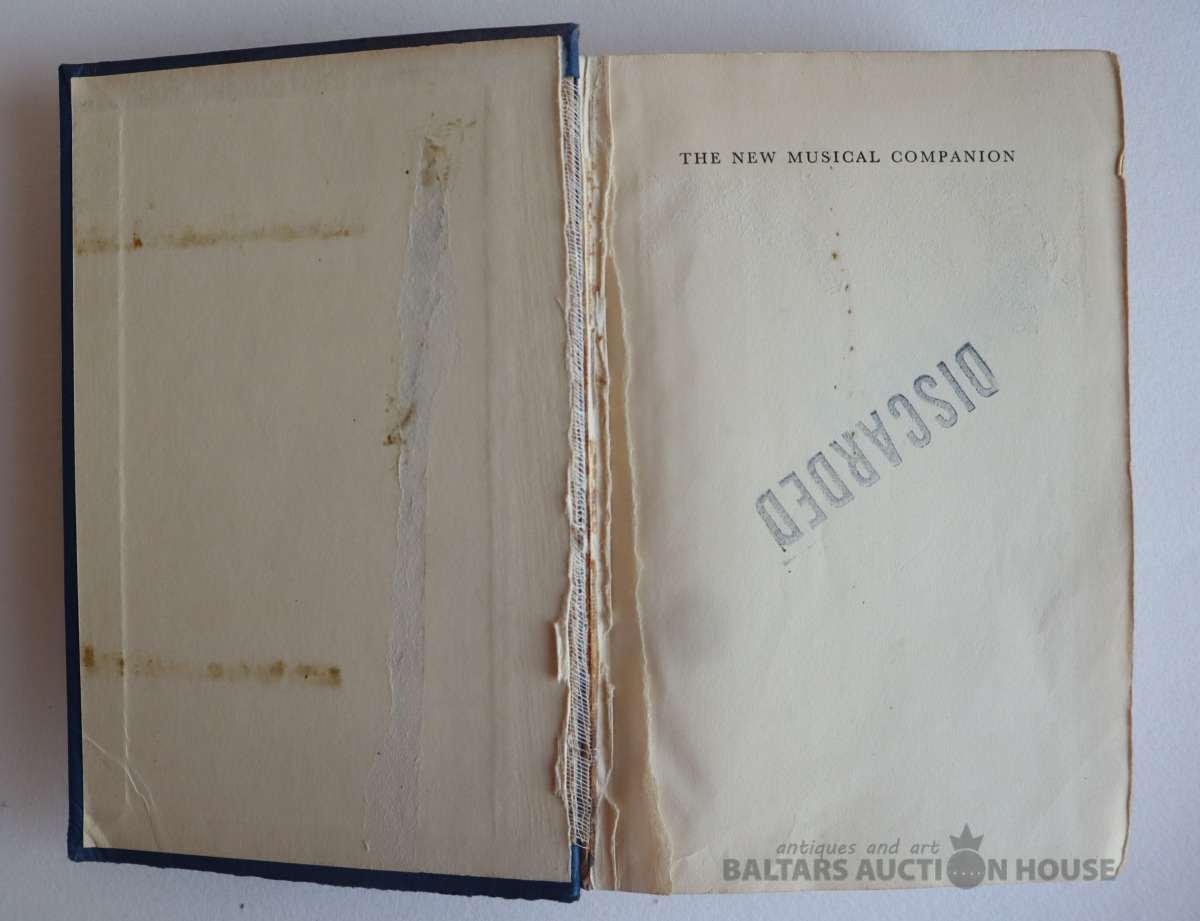 THE NEW MUSICAL COMPANION
DISCARDED
antiques and art
BALTARS AUCTION HOUSE